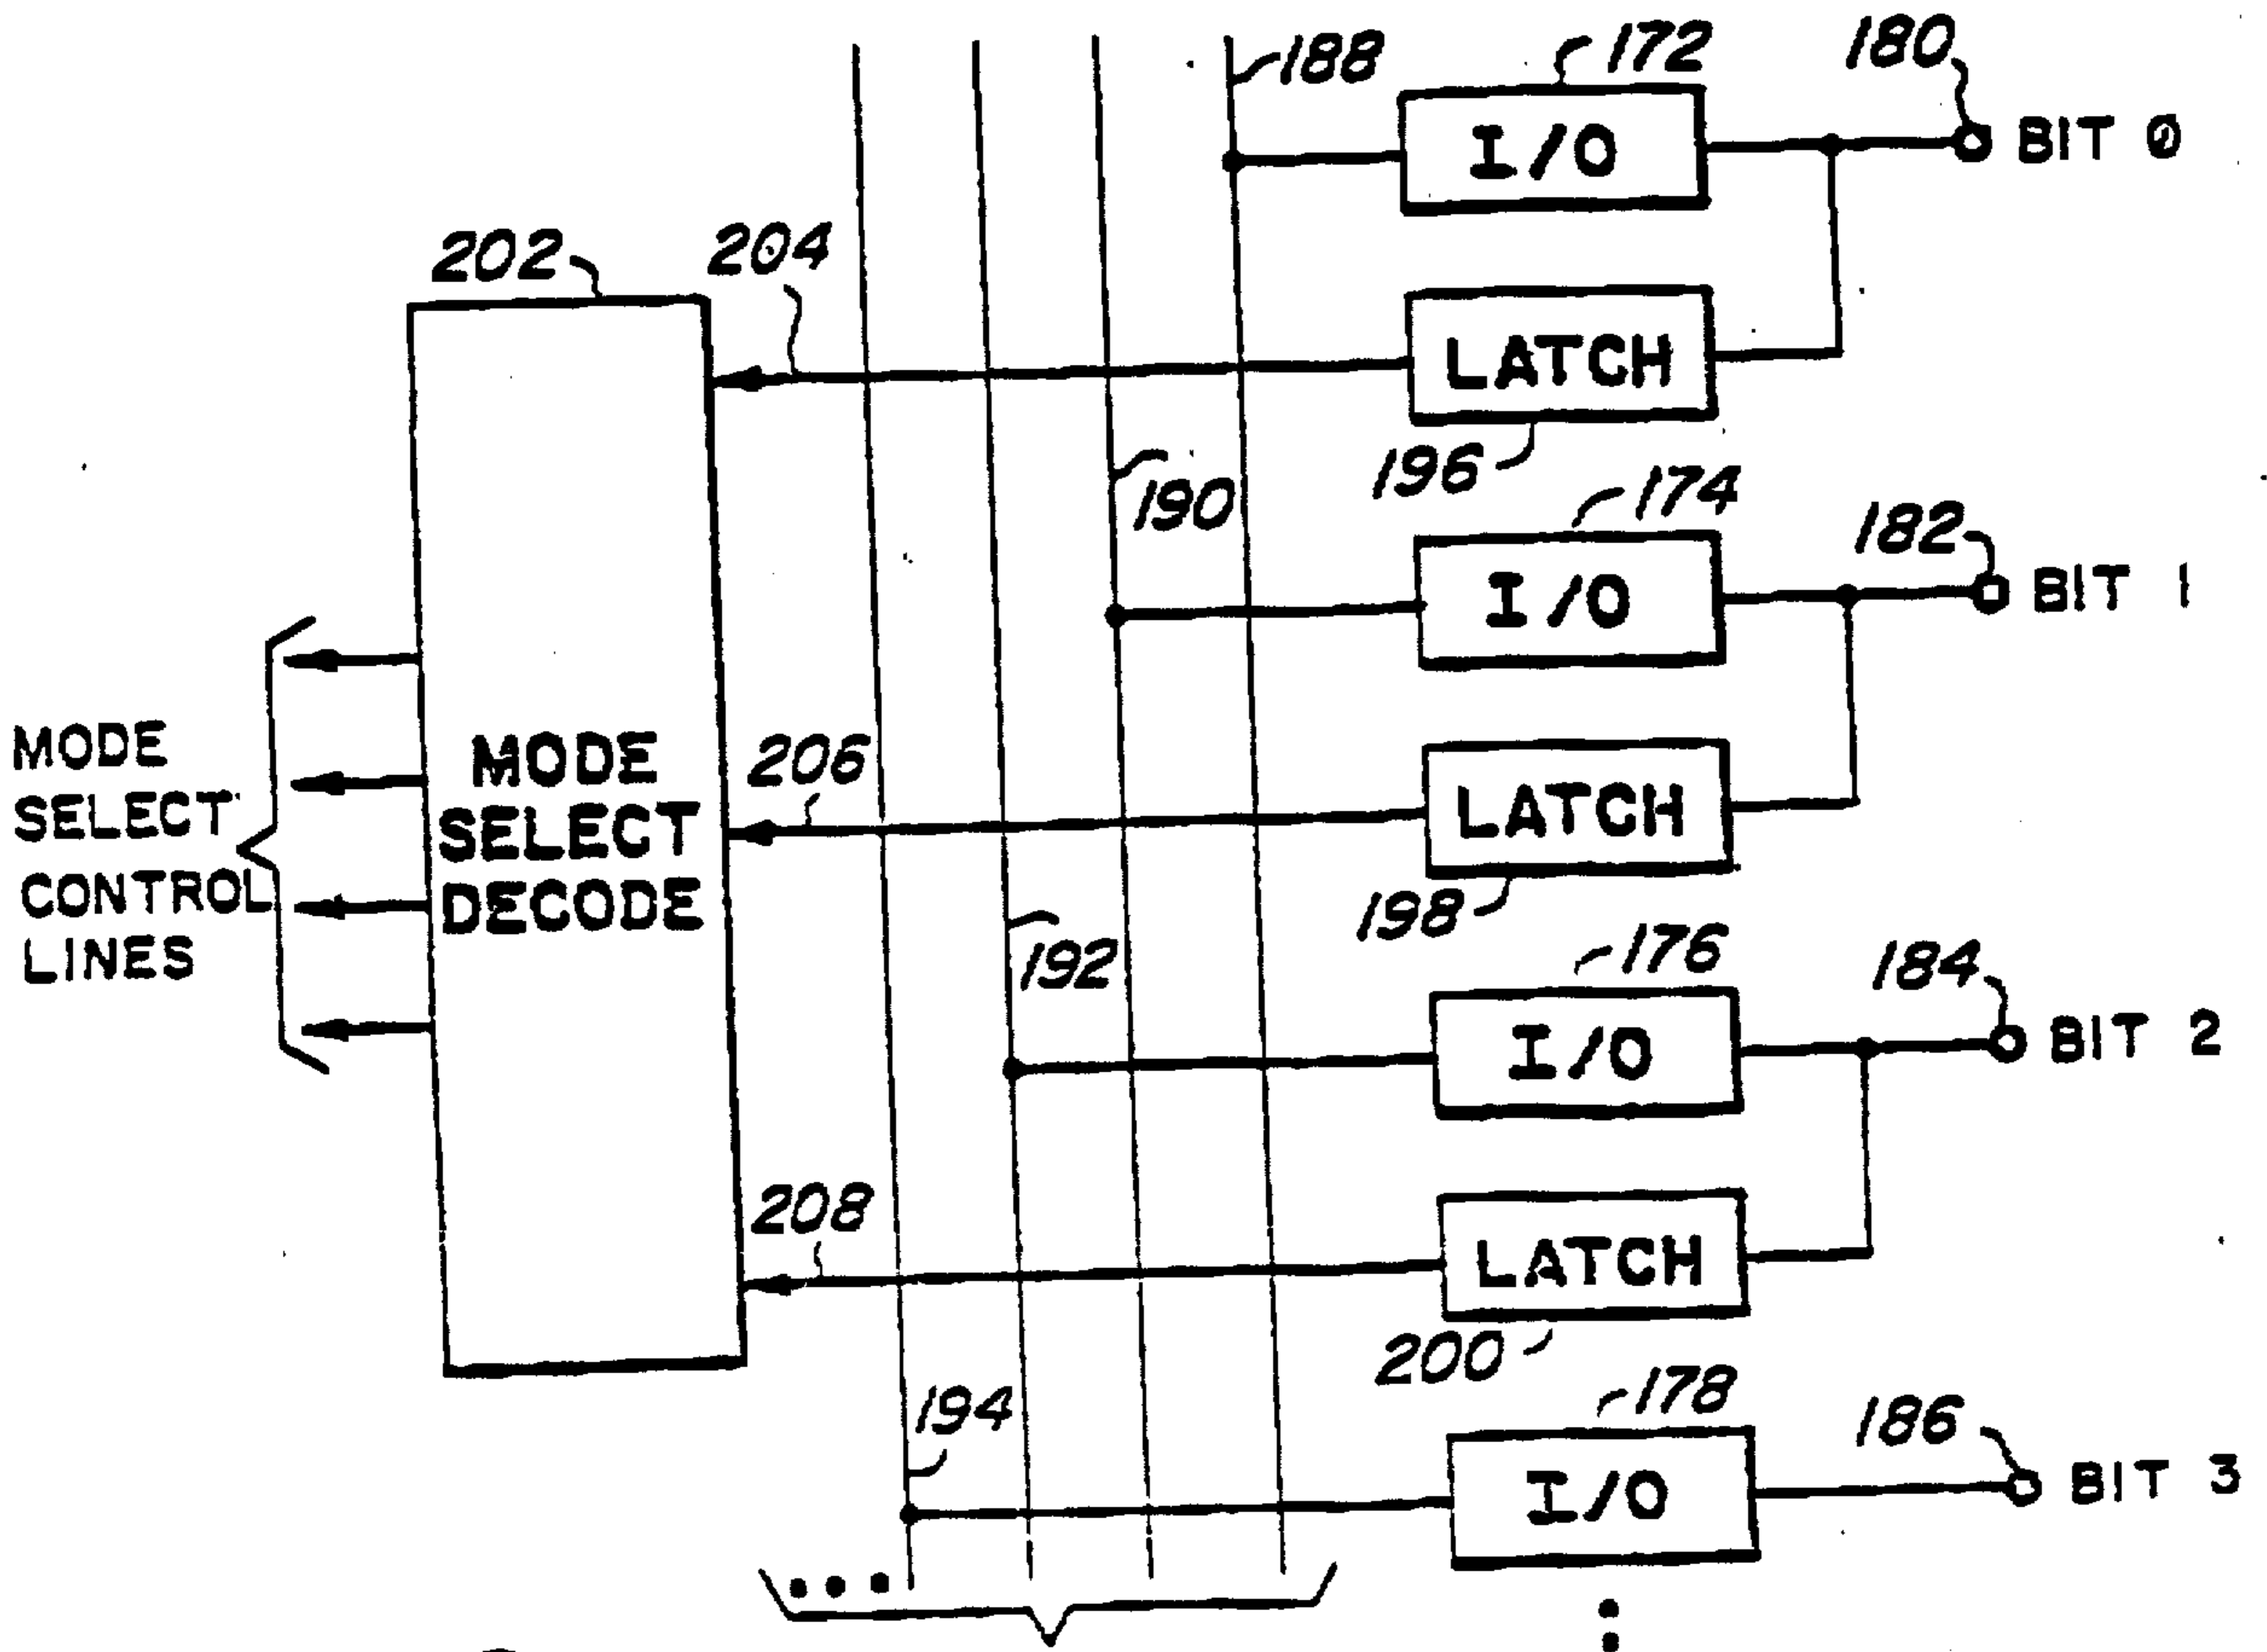 188
172
180
I/O
BIT 0
202
204
LATCH
196
190
174
182
I/O
BIT 1
MODE
SELECT
CONTROL
LINES
MODE
SELECT
DECODE
206
LATCH
198
192
176
184
I/O
BIT 2
208
LATCH
200
194
178
186
I/O
BIT 3